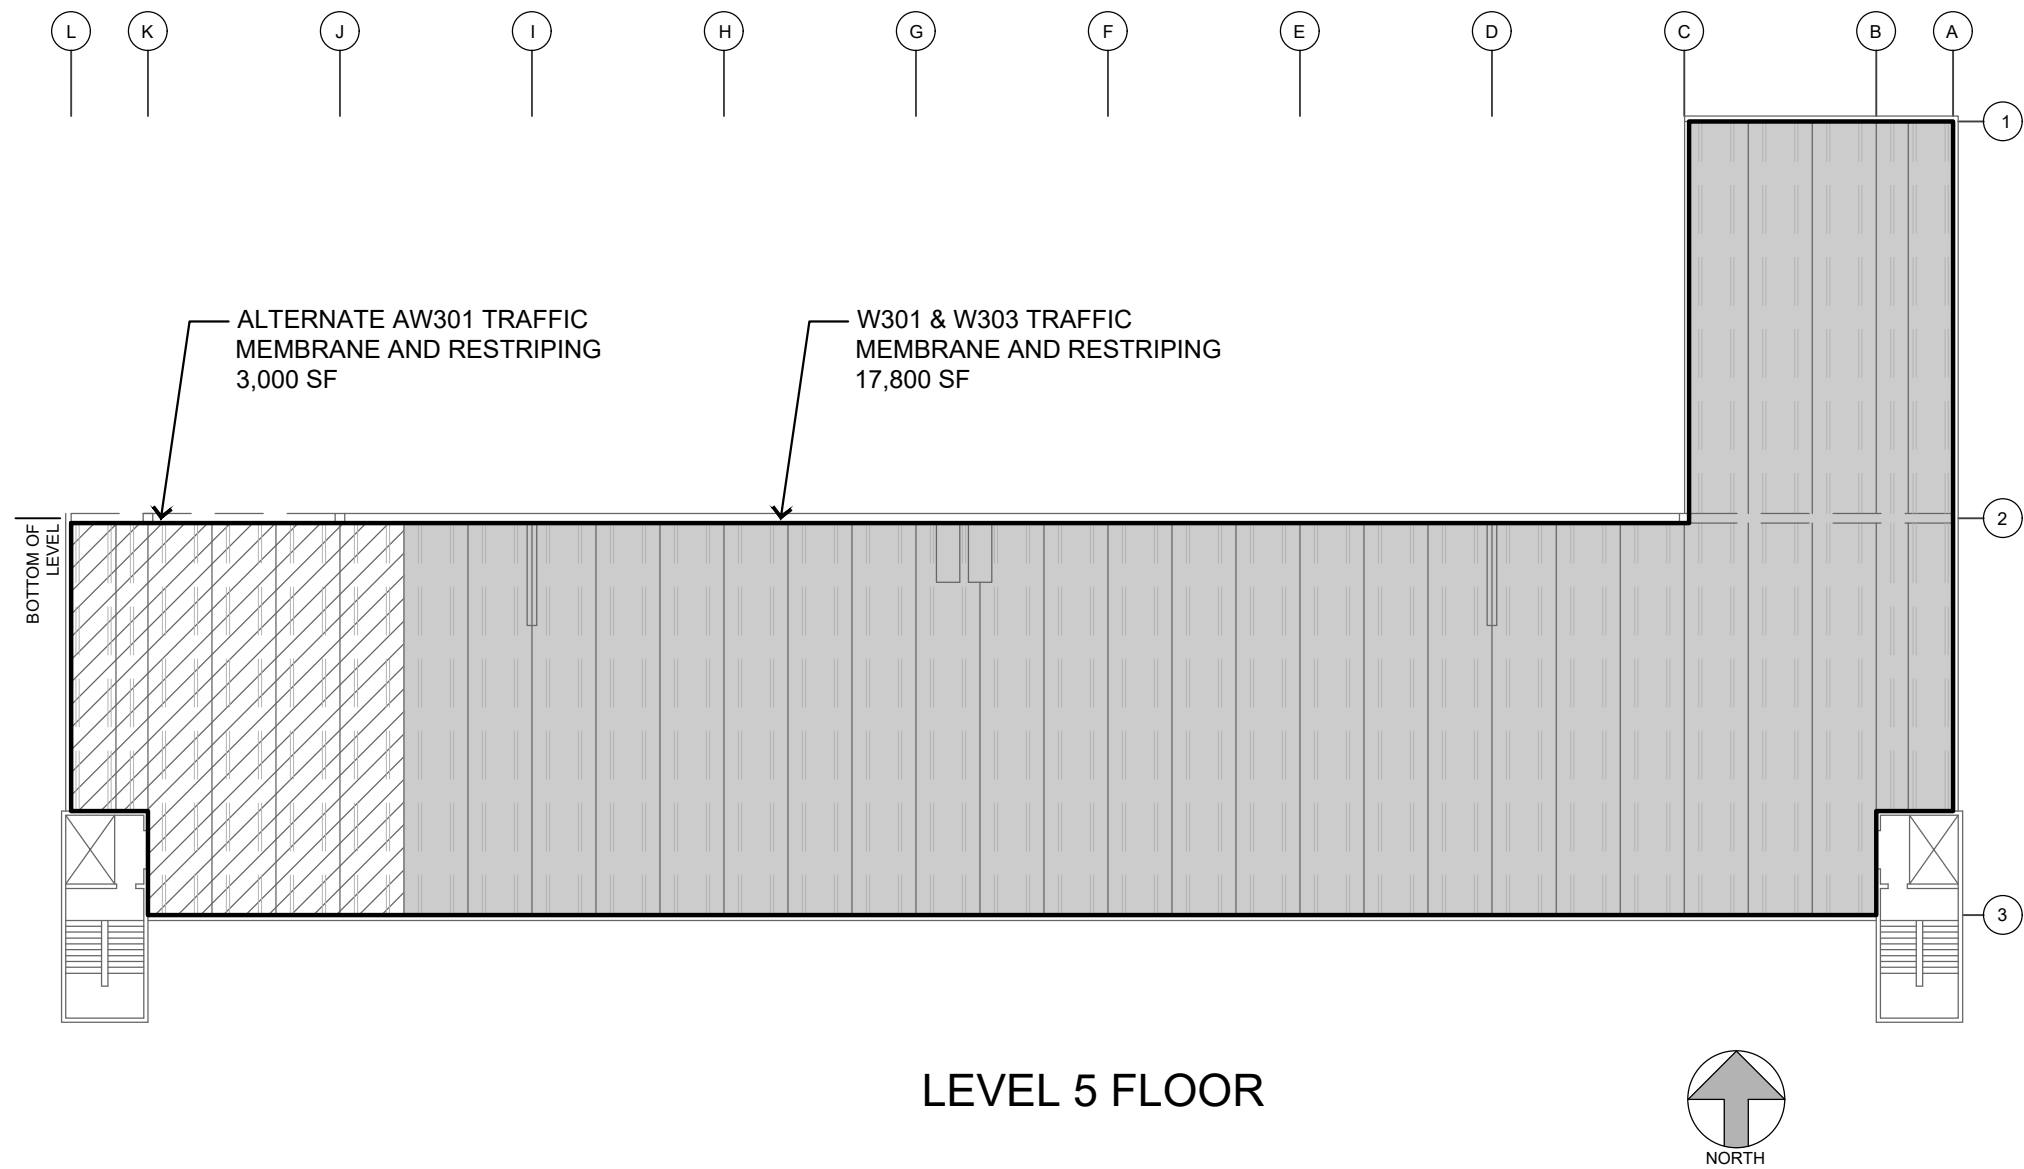 L K J I H G F E D C B A
1
ALTERNATE AW301 TRAFFIC
MEMBRANE AND RESTRIPING
3,000 SF
W301 & W303 TRAFFIC
MEMBRANE AND RESTRIPING
17,800 SF
BOTTOM OF
LEVEL
2
3
LEVEL 5 FLOOR
NORTH